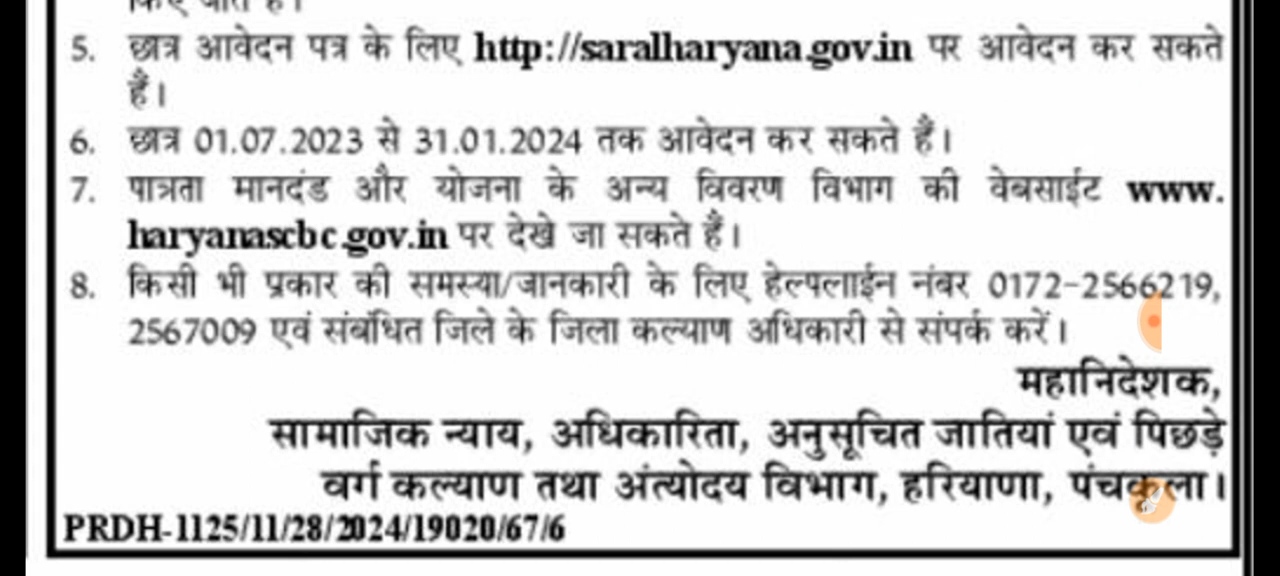 5. छात्र आवेदन पत्र के लिए http://saralharyana.gov.in पर आवेदन कर सकते
हैं।
6. छात्र 01.07.2023 से 31.01.2024 तक आवेदन कर सकते हैं।
7. पात्रता मानदंड और योजना के अन्य विवरण विभाग की वेबसाईट www.
haryanascbc.gov.in पर देखे जा सकते हैं।
8. किसी भी प्रकार की समस्या/जानकारी के लिए हेल्पलाईन नंबर 0172-2566219,
2567009 एवं संबंधित जिले के जिला कल्याण अधिकारी से संपर्क करें।
महानिदेशक,
सामाजिक न्याय, अधिकारिता, अनुसूचित जातियां एवं पिछड़े
वर्ग कल्याण तथा अंत्योदय विभाग, हरियाणा, पंचकूला।
PRDH-1125/11/28/2024/19020/67/6